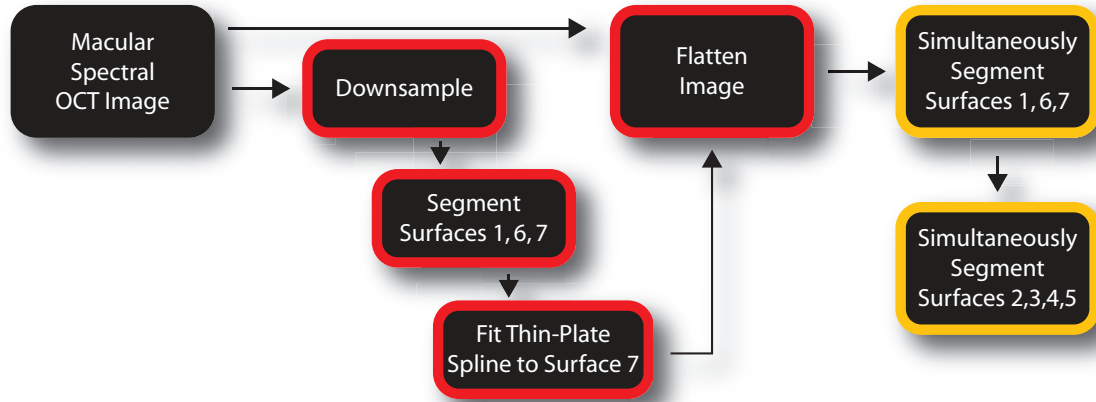 Macular
Spectral
OCT Image
Downsample
Segment
Surfaces 1, 6, 7
Fit Thin-Plate
Spline to Surface 7
Flatten
Image
Simultaneously
Segment
Surfaces 1, 6, 7
Simultaneously
Segment
Surfaces 2,3,4,5